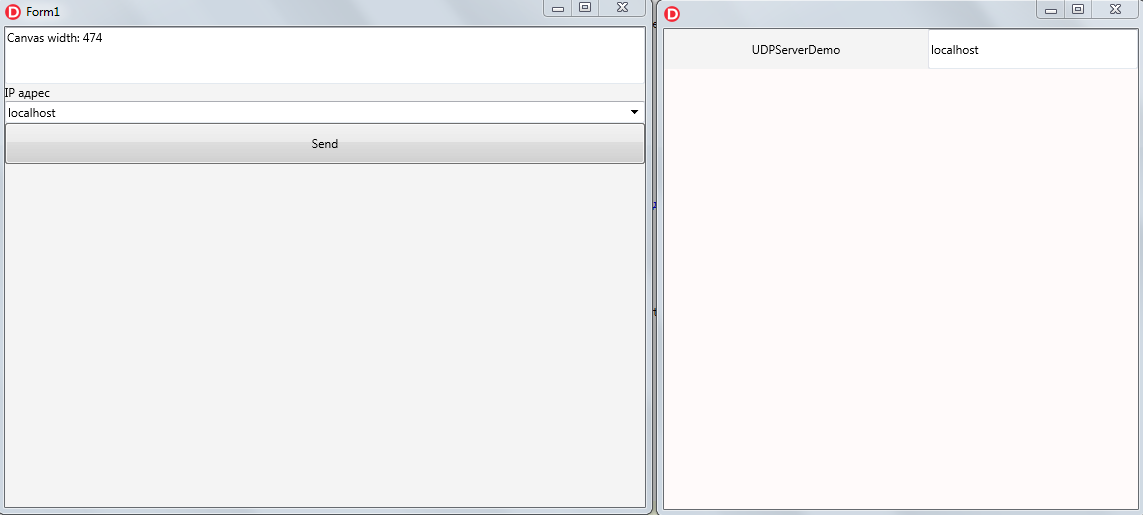 Form1
Canvas width: 474
IP адрес
localhost
Send
UDPServerDemo
localhost